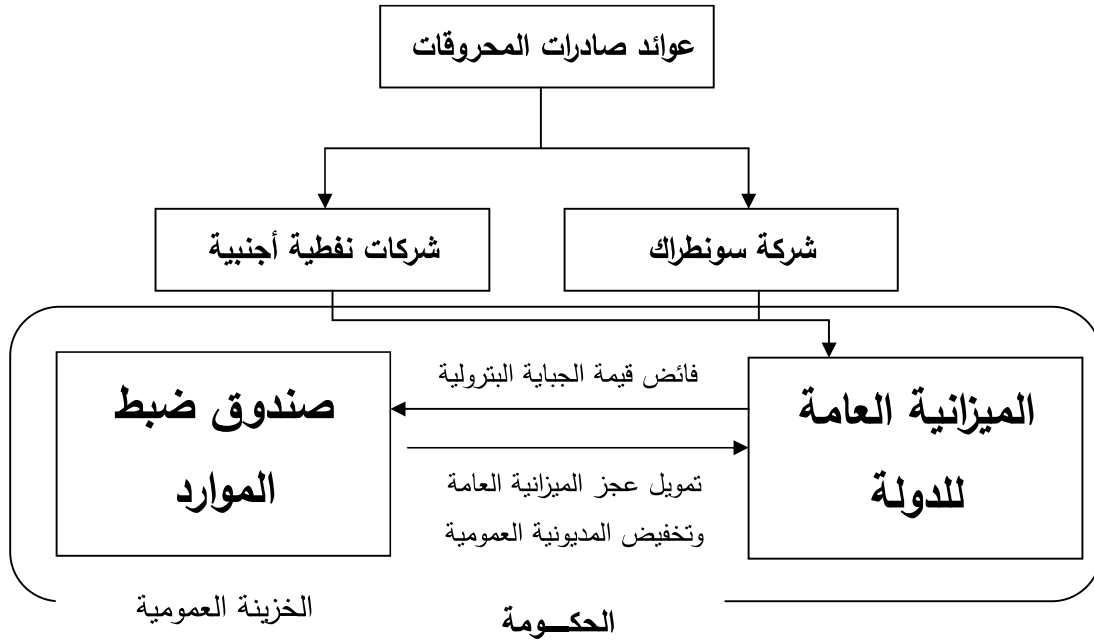 عوائد صادرات المحروقات
شركة سونطراك
شركات نفطية أجنبية
الميزانية العامة
للدولة
فائض قيمة الجباية البترولية
تمويل عجز الميزانية العامة
وتخفيض المديونية العمومية
صندوق ضبط
الموارد
الخزينة العمومية
الحكـــومة